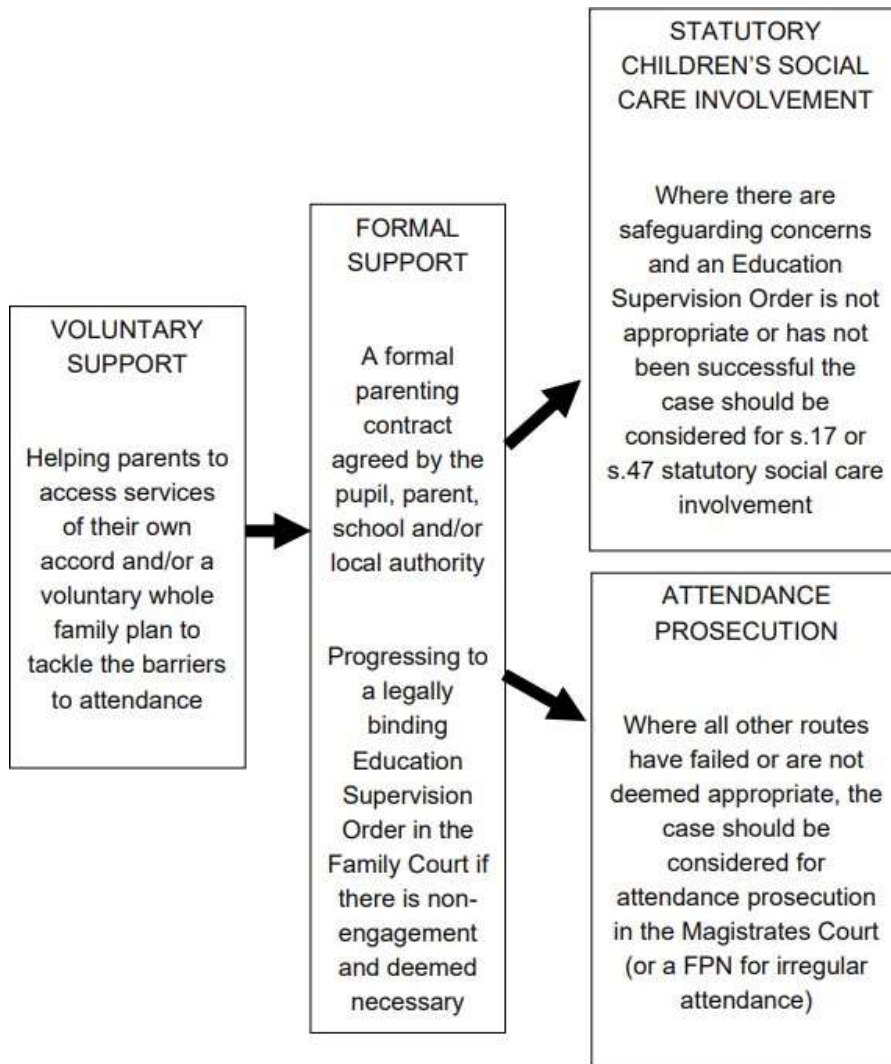 VOLUNTARY
SUPPORT
Helping parents to
access services
of their own
accord and/or a
voluntary whole
family plan to
tackle the barriers
to attendance
FORMAL
SUPPORT
A formal
parenting
contract
agreed by the
pupil, parent,
school and/or
local authority
Progressing to
a legally
binding
Education
Supervision
Order in the
Family Court if
there is non-
engagement
and deemed
necessary
STATUTORY
CHILDREN'S SOCIAL
CARE INVOLVEMENT
Where there are
safeguarding concerns
and an Education
Supervision Order is not
appropriate or has not
been successful the
case should be
considered for s.17 or
s.47 statutory social care
involvement
ATTENDANCE
PROSECUTION
Where all other routes
have failed or are not
deemed appropriate, the
case should be
considered for
attendance prosecution
in the Magistrates Court
(or a FPN for irregular
attendance)